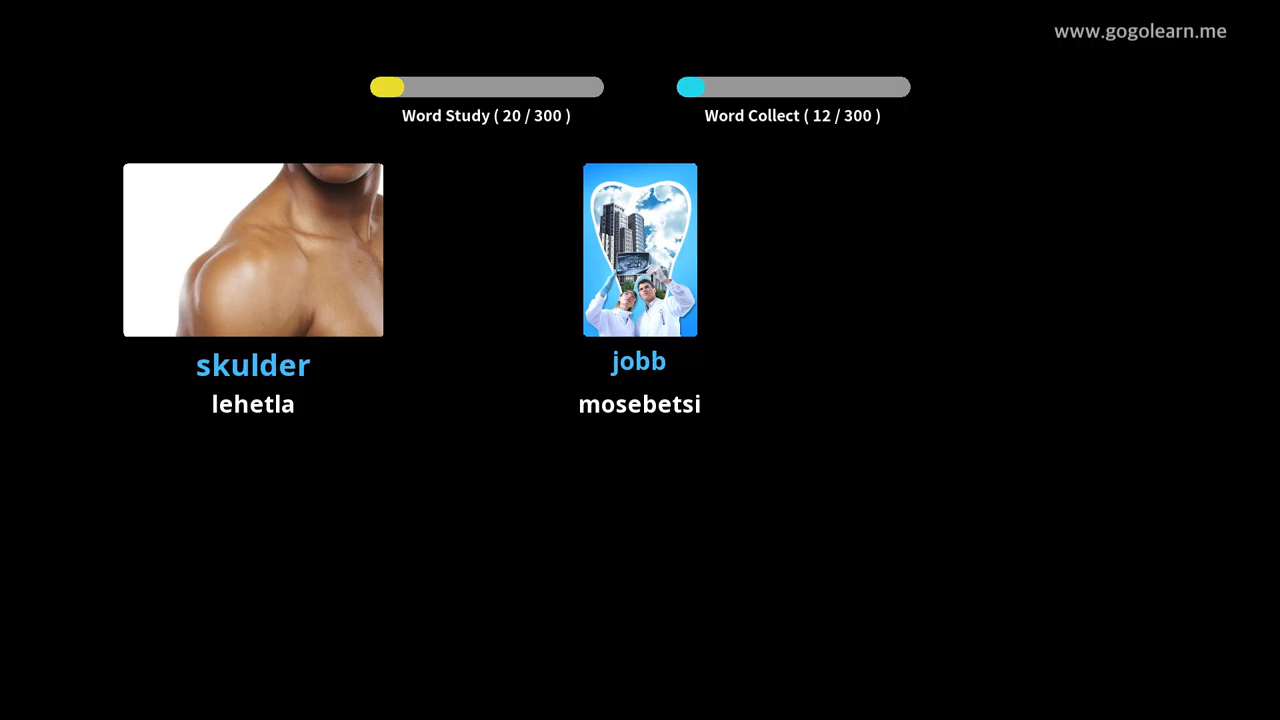 www.gogolearn.me
Word Study ( 20 / 300 )
Word Collect ( 12 / 300 )
skulder
lehetla
jobb
mosebetsi